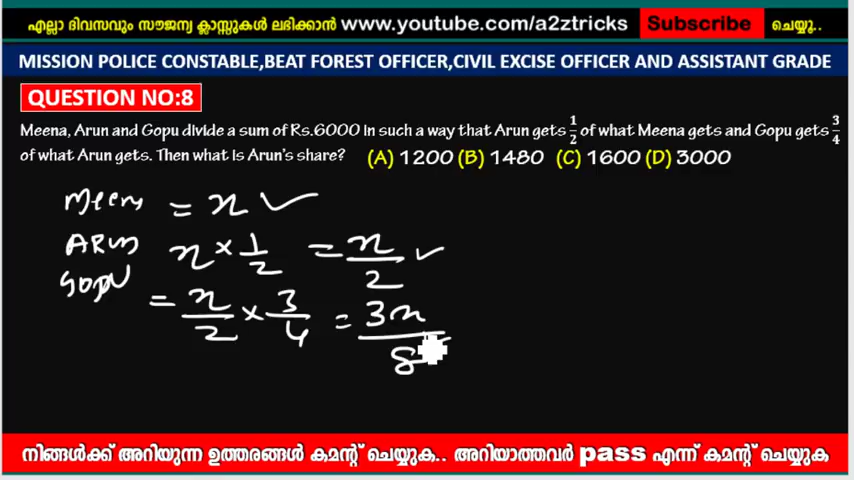 എല്ലാ ദിവസവും സൗജന്യ ക്ലാസ്സുകൾ ലഭിക്കാൻ www.youtube.com/a2ztricks Subscribe ചെയ്യൂ..
MISSION POLICE CONSTABLE,BEAT FOREST OFFICER,CIVIL EXCISE OFFICER AND ASSISTANT GRADE
QUESTION NO:8
Meena, Arun and Gopu divide a sum of Rs.6000 in such a way that Arun gets 1/2 of what Meena gets and Gopu gets 3/4
of what Arun gets. Then what is Arun's share? (A) 1200 (B) 1480 (C) 1600 (D) 3000
Meena = x ✓
ARUN x × 1/2 = x/2 ✓
Gopu = x/2 × 3/4 = 3x/8
നിങ്ങൾക്ക് അറിയുന്ന ഉത്തരങ്ങൾ കമന്റ് ചെയ്യുക.. അറിയാത്തവർ pass എന്ന് കമന്റ് ചെയ്യുക